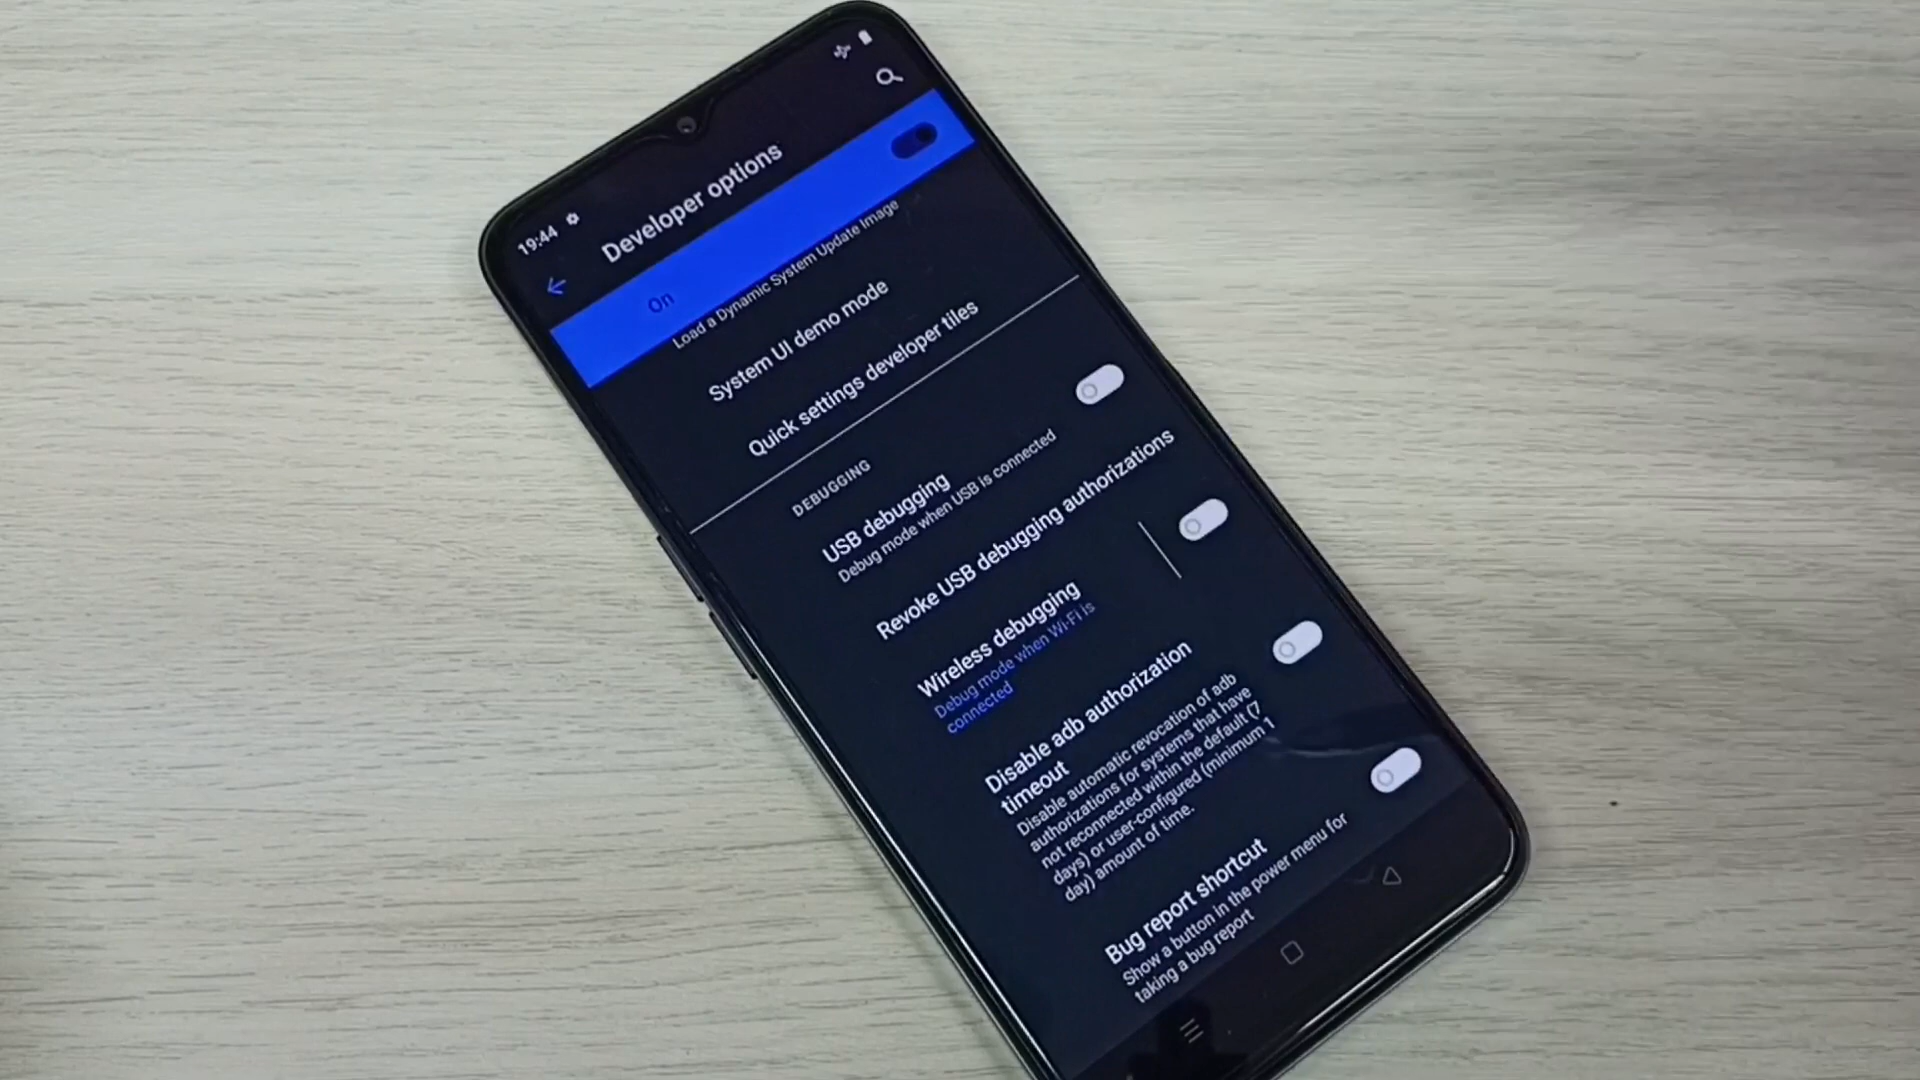 19:44
Developer options
On
Load a Dynamic System Update Image
System UI demo mode
Quick settings developer tiles
DEBUGGING
USB debugging
Debug mode when USB is connected
Revoke USB debugging authorizations
Wireless debugging
Debug mode when Wi-Fi is
connected
Disable adb authorization
timeout
Disable automatic revocation of adb
authorizations for systems that have
not reconnected within the default (7
days) or user-configured (minimum 1
day) amount of time.
Bug report shortcut
Show a button in the power menu for
taking a bug report